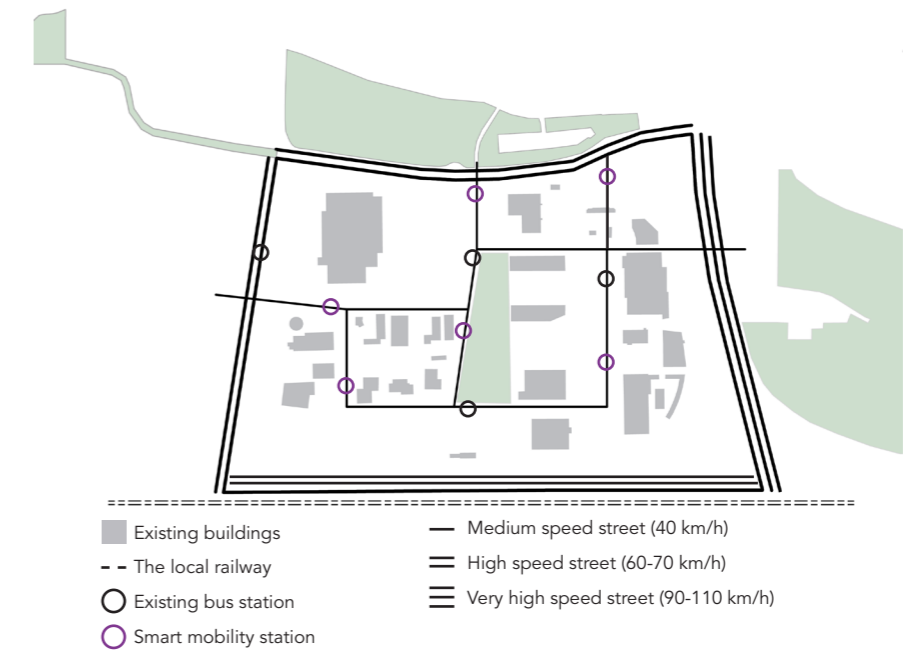 Existing buildings
The local railway
Existing bus station
Smart mobility station
Medium speed street (40 km/h)
High speed street (60-70 km/h)
Very high speed street (90-110 km/h)